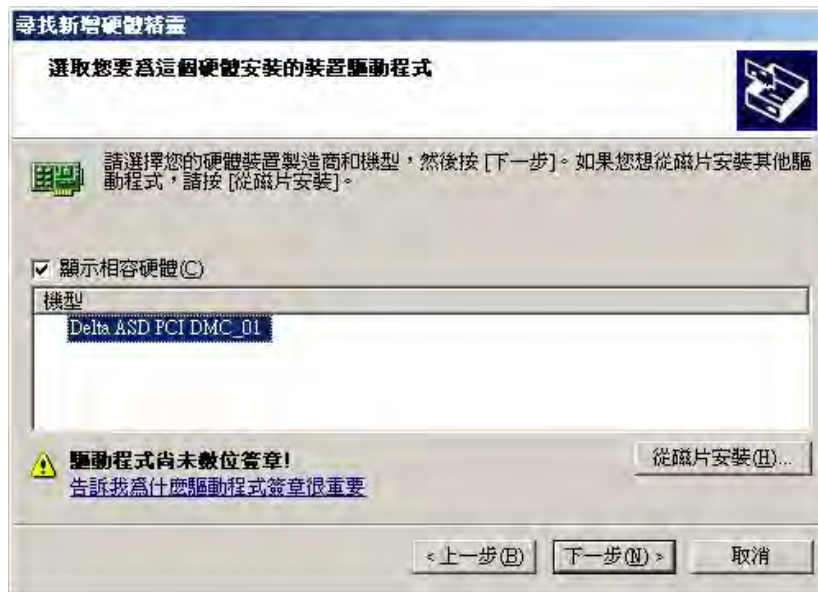 尋找新增硬體精靈
選取您要為這個硬體安裝的裝置驅動程式
請選擇您的硬體裝置製造商和機型，然後按 [下一步]。如果您想從磁片安裝其他驅
動程式，請按 [從磁片安裝]。
顯示相容硬體(C)
機型
Delta ASD PCI DMC_01
驅動程式尚未數位簽章!
告訴我為什麼驅動程式簽章很重要
從磁片安裝(H)...
<上一步(B)
下一步(N)>
取消